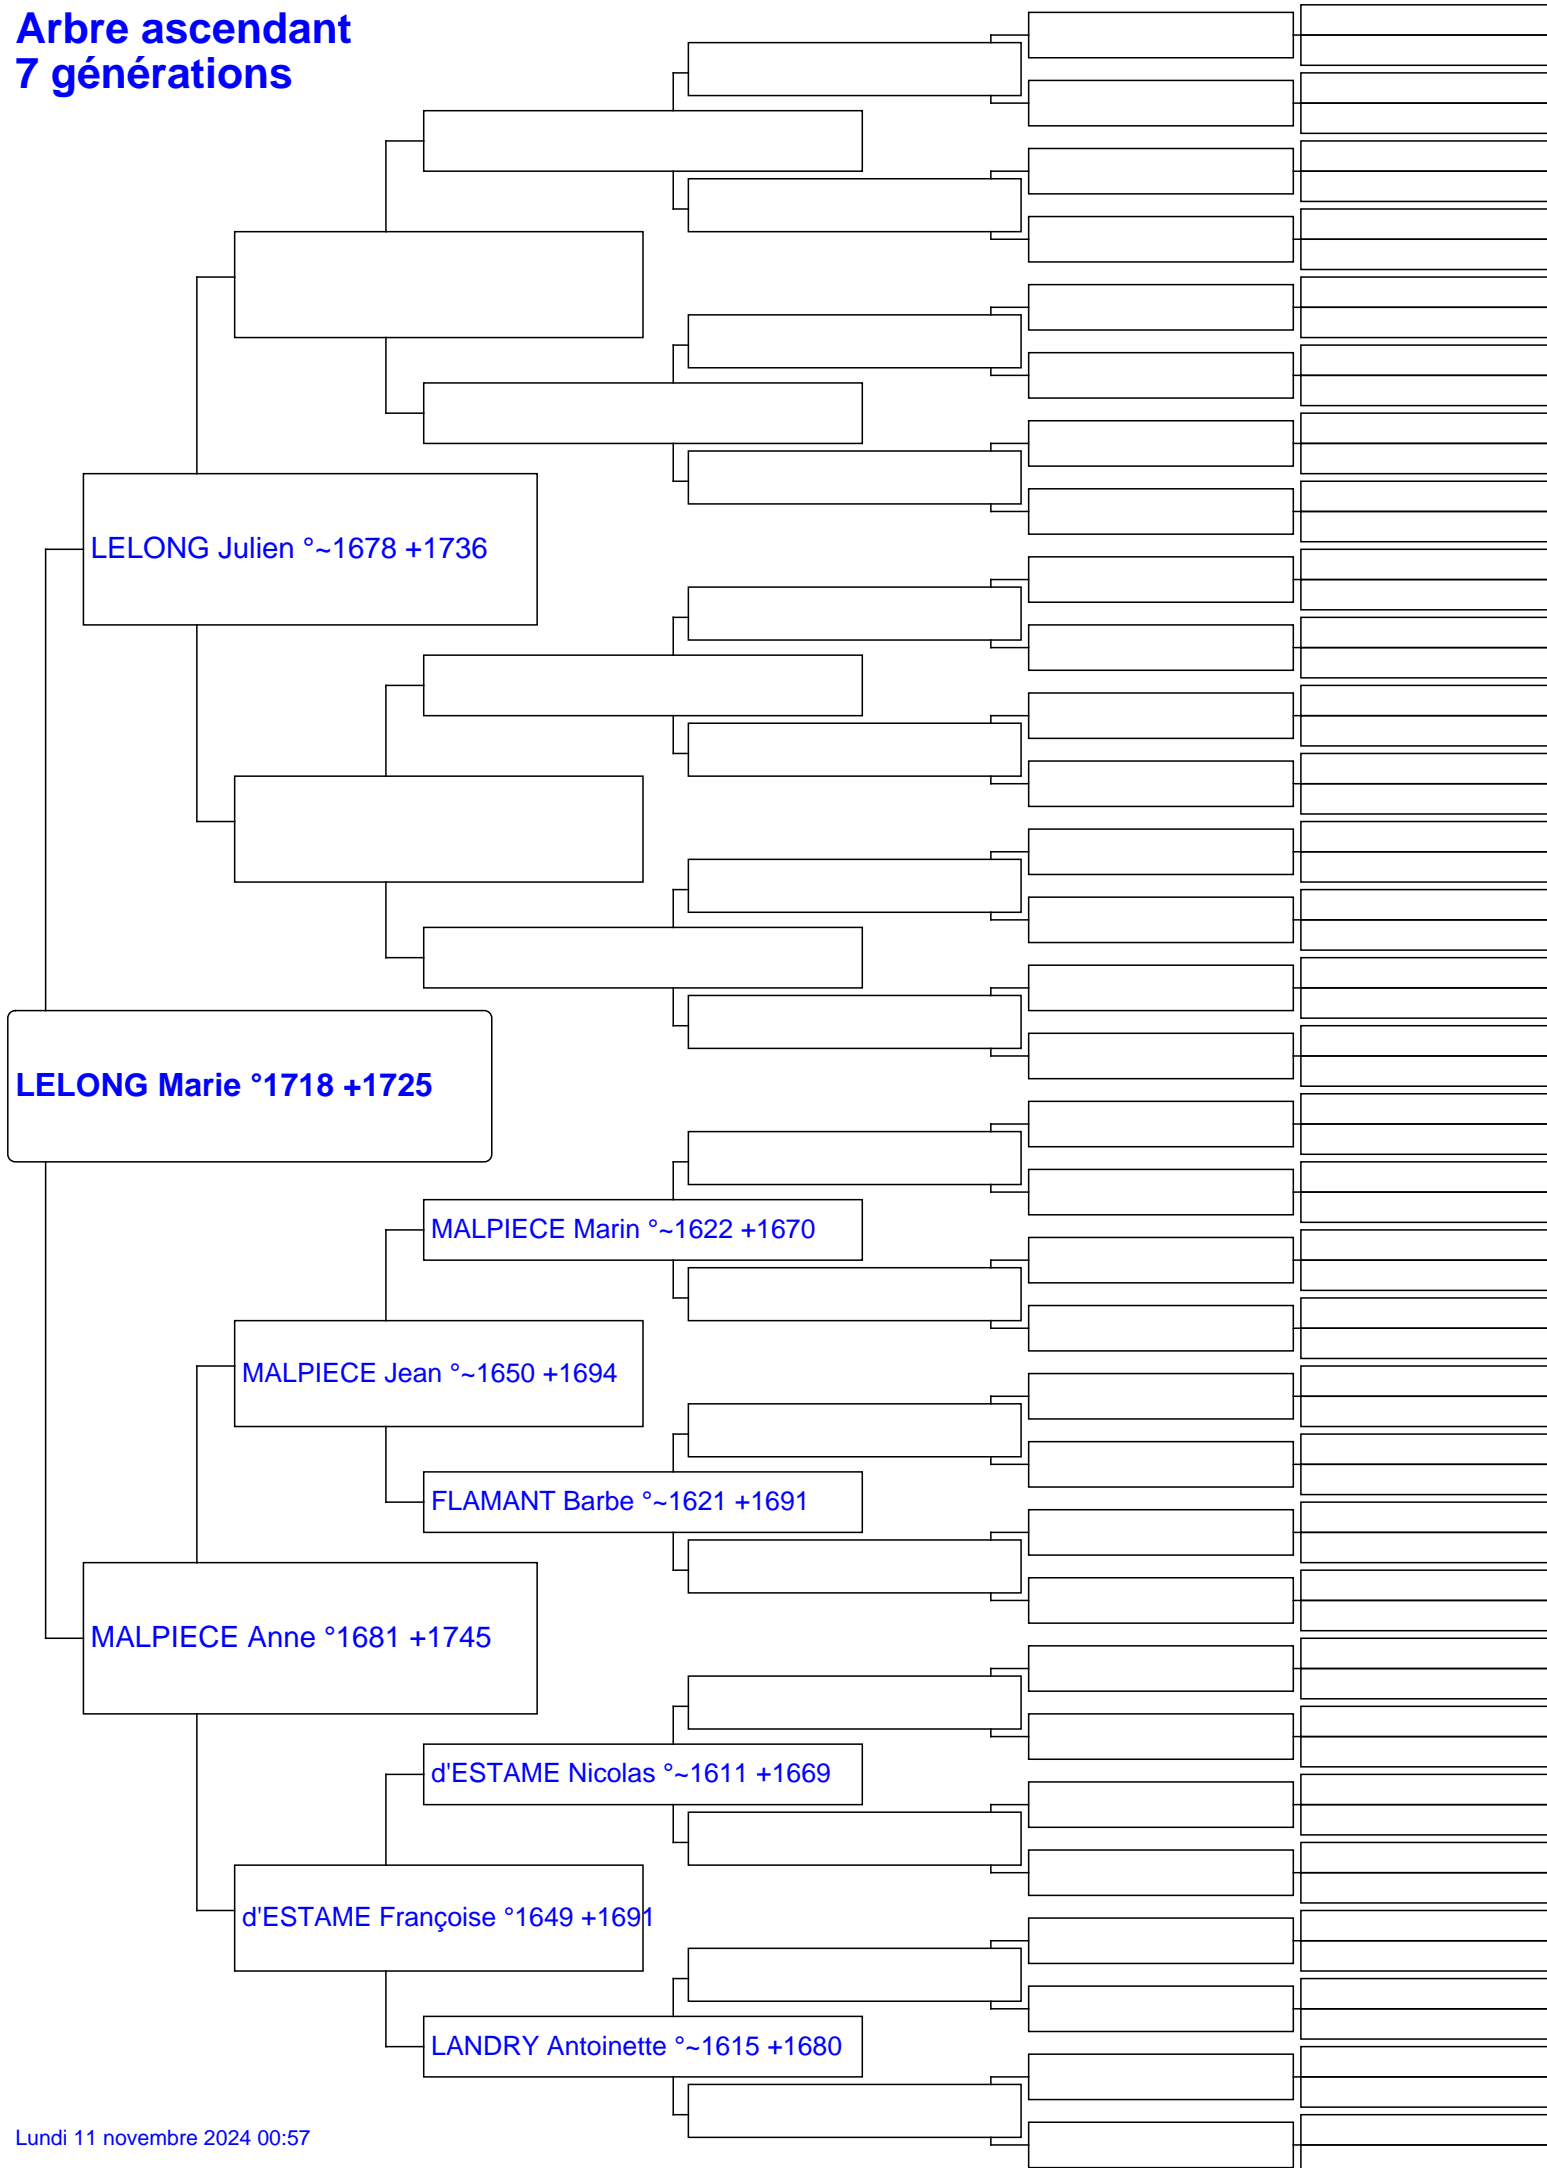 Arbre ascendant
7 générations
LELONG Julien °~1678 +1736
LELONG Marie °1718 +1725
MALPIECE Marin °~1622 +1670
MALPIECE Jean °~1650 +1694
FLAMANT Barbe °~1621 +1691
MALPIECE Anne °1681 +1745
d'ESTAME Nicolas °~1611 +1669
d'ESTAME Françoise °1649 +1691
LANDRY Antoinette °~1615 +1680
Lundi 11 novembre 2024 00:57